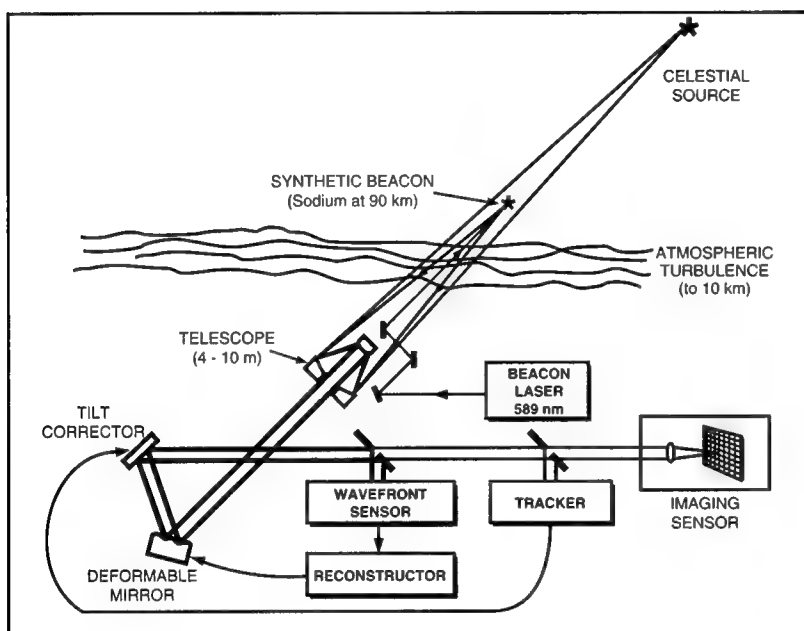 CELESTIAL
SOURCE
SYNTHETIC BEACON
(Sodium at 90 km)
ATMOSPHERIC
TURBULENCE
(to 10 km)
TELESCOPE
(4 - 10 m)
BEACON
LASER
589 nm
TILT
CORRECTOR
WAVEFRONT
SENSOR
TRACKER
IMAGING
SENSOR
RECONSTRUCTOR
DEFORMABLE
MIRROR